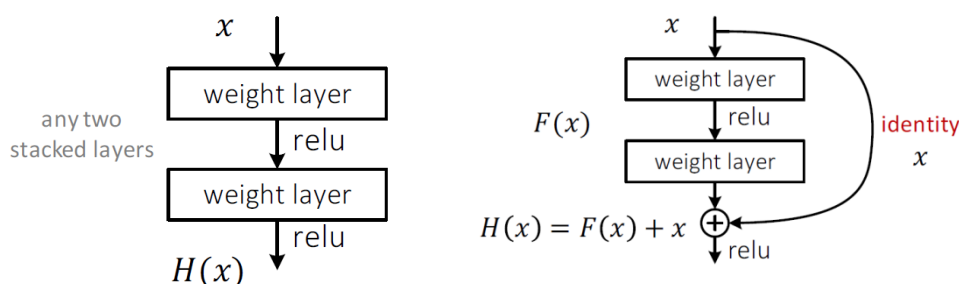 x
weight layer
any two
stacked layers
relu
weight layer
relu
H(x)
x
weight layer
F(x)
relu
identity
x
weight layer
H(x) = F(x) + x
+
relu